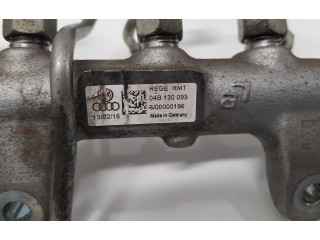 REGE RMT
04B 130 093
6/00000196
13/02/16
Made in Germany